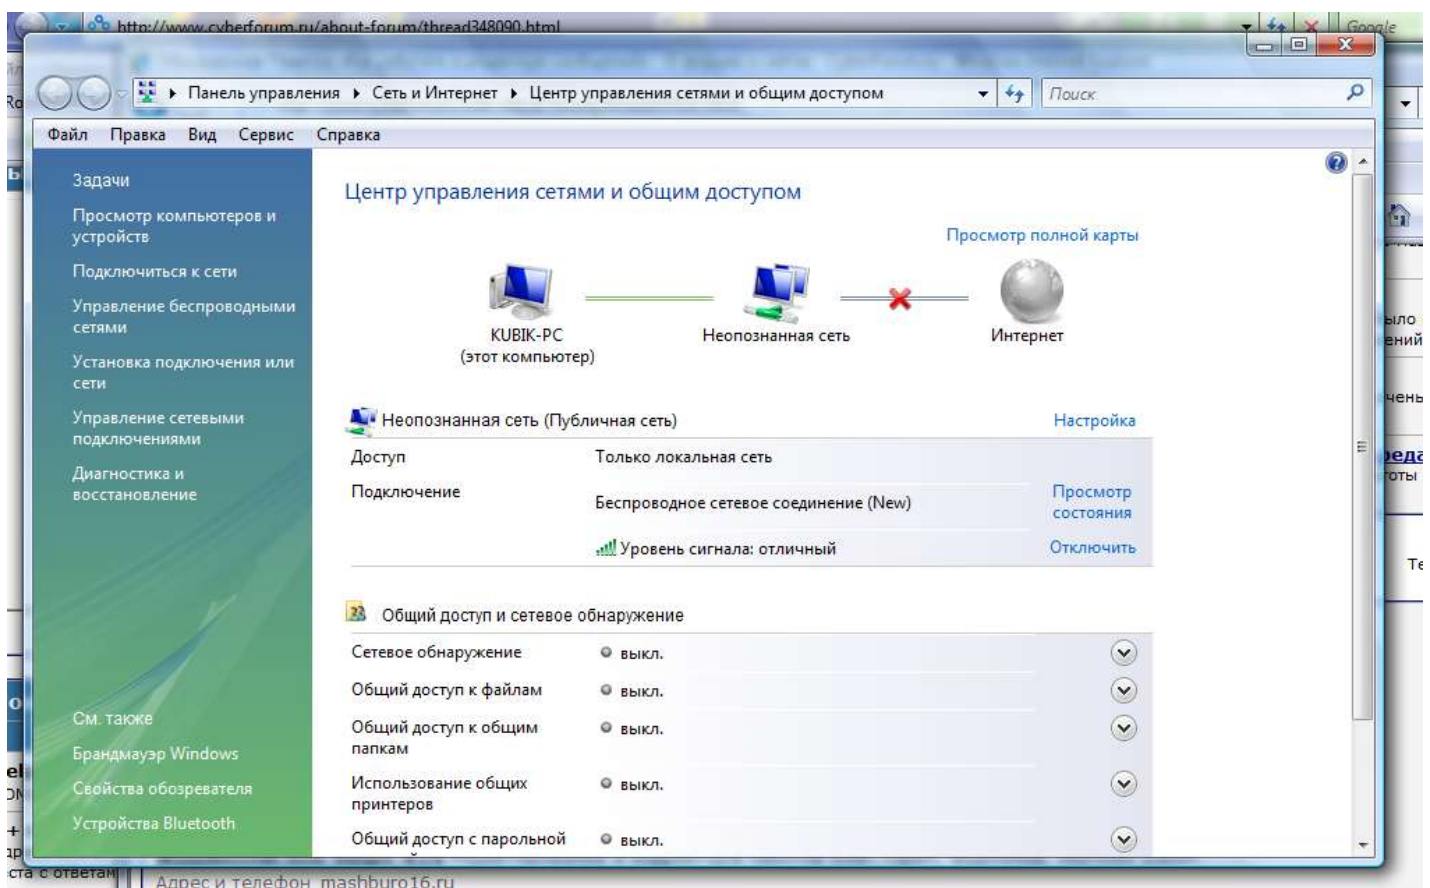 http://www.cyberforum.ru/about-forum/thread348090.html
Google
Панель управления
Сеть и Интернет
Центр управления сетями и общим доступом
Поиск
Файл Правка Вид Сервис Справка
Задачи
Просмотр компьютеров и
устройств
Подключиться к сети
Управление беспроводными
сетями
Установка подключения или
сети
Управление сетевыми
подключениями
Диагностика и
восстановление
См. также
Брандмауэр Windows
Свойства обозревателя
Устройства Bluetooth
Центр управления сетями и общим доступом
Просмотр полной карты
KUBIK-PC
(этот компьютер)
Неопознанная сеть
Интернет
Неопознанная сеть (Публичная сеть)
Настройка
Доступ
Только локальная сеть
Подключение
Беспроводное сетевое соединение (New)
Просмотр
состояния
Уровень сигнала: отличный
Отключить
Общий доступ и сетевое обнаружение
Сетевое обнаружение
выкл.
Общий доступ к файлам
выкл.
Общий доступ к общим
папкам
выкл.
Использование общих
принтеров
выкл.
Общий доступ с парольной
выкл.
ста с ответам
Адрес и телефон mashburo16.ru